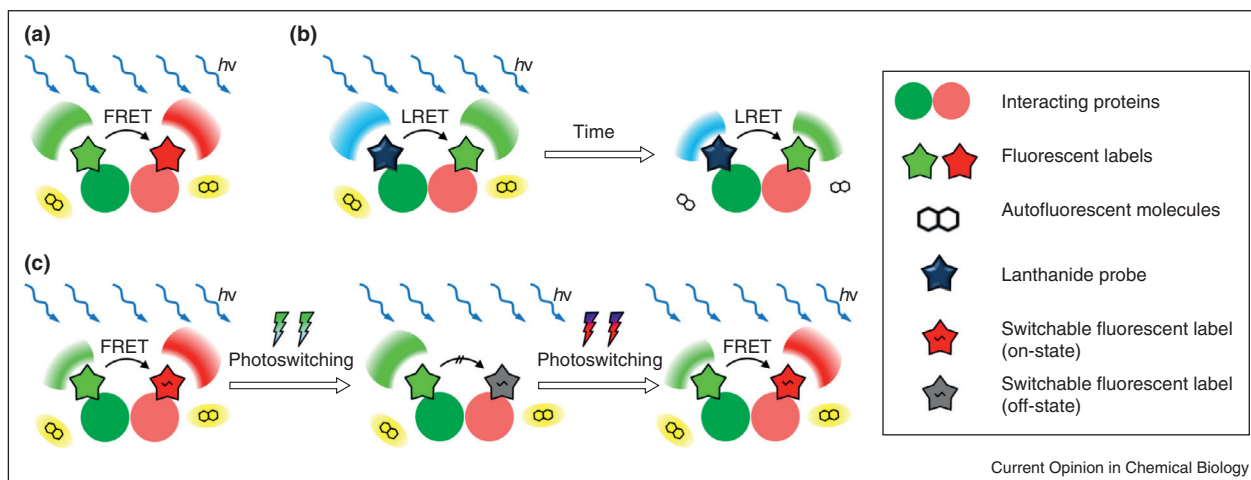 (a)
hν
FRET
(b)
hν
LRET
Time
LRET
(c)
hν
FRET
Photoswitching
hν
Photoswitching
hν
FRET
Interacting proteins
Fluorescent labels
Autofluorescent molecules
Lanthanide probe
Switchable fluorescent label
(on-state)
Switchable fluorescent label
(off-state)
Current Opinion in Chemical Biology